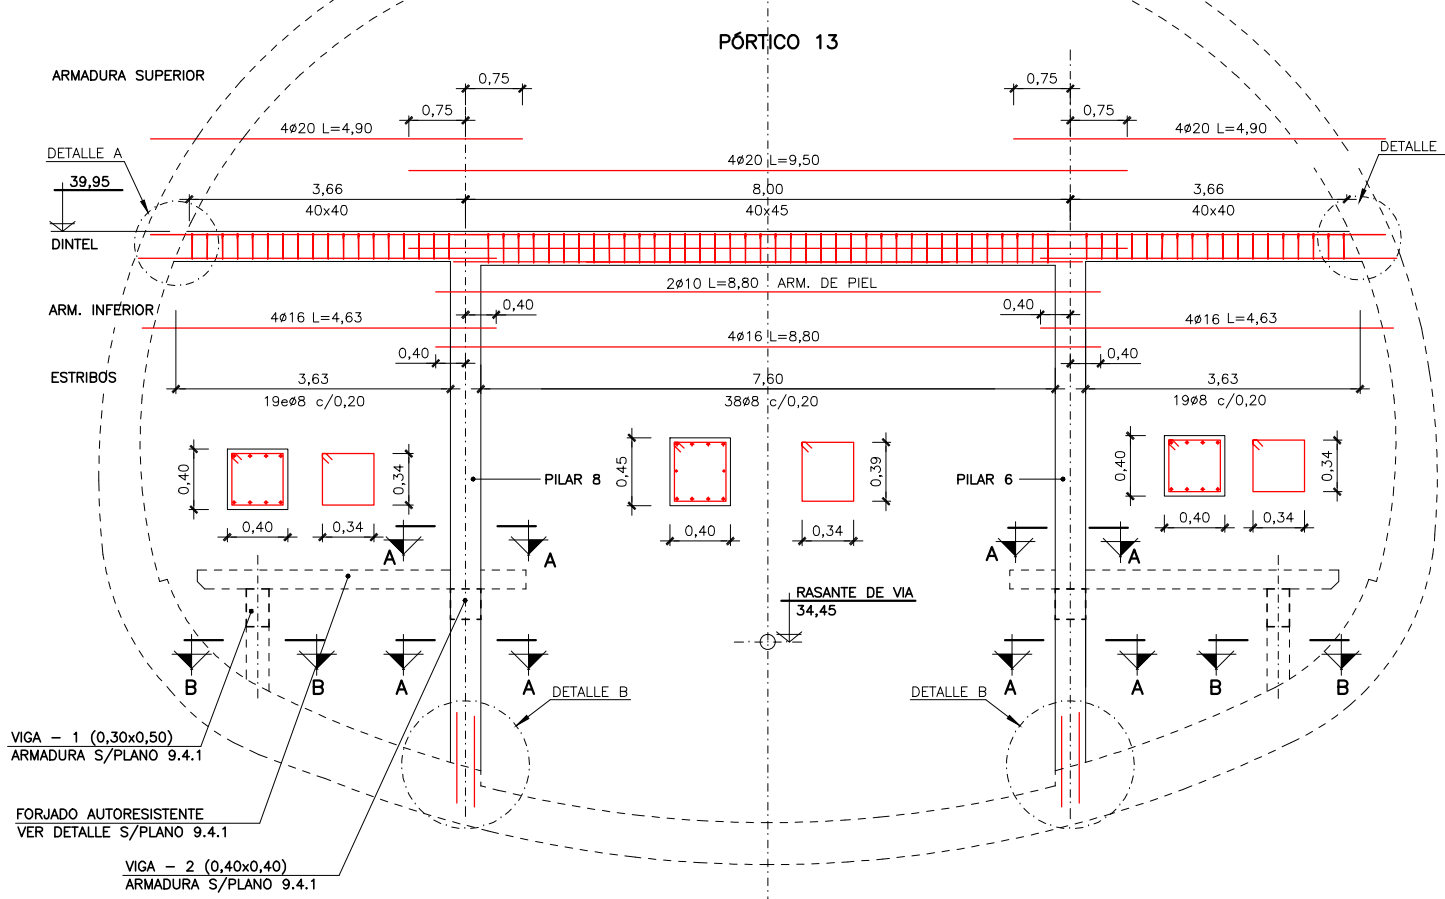 PÓRTICO 13
ARMADURA SUPERIOR
0,75
0,75
0,75
0,75
4ø20 L=4,90
4ø20 L=4,90
DETALLE A
DETALLE
4ø20 L=9,50
39,95
3,66
8,00
3,66
40x40
40x45
40x40
DINTEL
2ø10 L=8,80 ARM. DE PIEL
ARM. INFERIOR
0,40
0,40
4ø16 L=4,63
4ø16 L=4,63
4ø16 L=8,80
0,40
0,40
ESTRIBOS
3,63
7,60
3,63
19eø8 c/0,20
38ø8 c/0,20
19ø8 c/0,20
0,40
0,34
0,45
0,39
0,40
0,34
PILAR 8
PILAR 6
0,40
0,34
0,40
0,34
0,40
0,34
A
A
A
A
RASANTE DE VIA
34,45
B
B
A
A
A
A
B
B
DETALLE B
DETALLE B
VIGA – 1 (0,30x0,50)
ARMADURA S/PLANO 9.4.1
FORJADO AUTORESISTENTE
VER DETALLE S/PLANO 9.4.1
VIGA – 2 (0,40x0,40)
ARMADURA S/PLANO 9.4.1